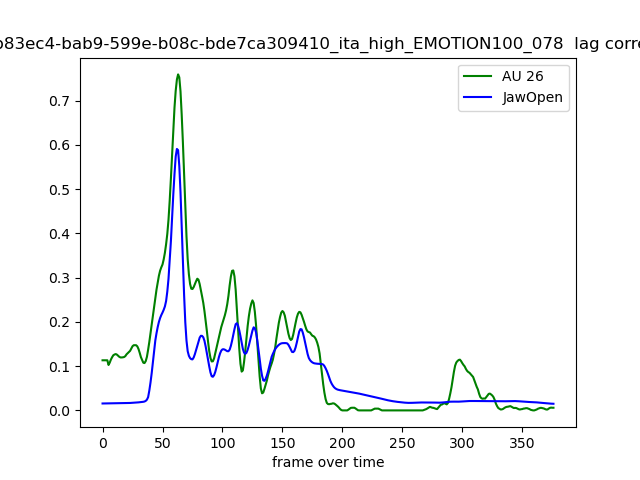 b83ec4-bab9-599e-b08c-bde7ca309410_ita_high_EMOTION100_078 lag corre
AU 26
JawOpen
0.7
0.6
0.5
0.4
0.3
0.2
0.1
0.0
0 50 100 150 200 250 300 350
frame over time